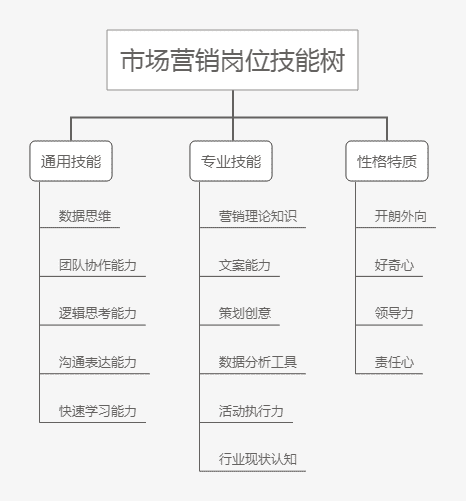 市场营销岗位技能树
通用技能
数据思维
团队协作能力
逻辑思考能力
沟通表达能力
快速学习能力
专业技能
营销理论知识
文案能力
策划创意
数据分析工具
活动执行力
行业现状认知
性格特质
开朗外向
好奇心
领导力
责任心